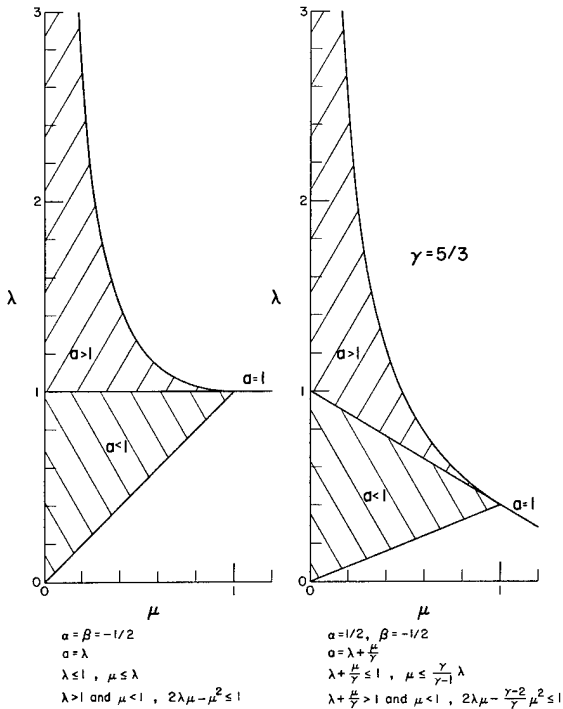 3
2
λ
a>1
a=1
1
a<1
0
1
μ
α=β=-1/2
a=λ
λ≤1 , μ≤λ
λ>1 and μ<1 , 2λμ-μ²≤1
3
2
γ=5/3
λ
a>1
1
a<1
a=1
0
1
μ
α=1/2, β=-1/2
a=λ+μ/γ
λ+μ/γ≤1 , μ≤γ/(γ-1) λ
λ+μ/γ>1 and μ<1 , 2λμ-(γ-2)/γ μ²≤1